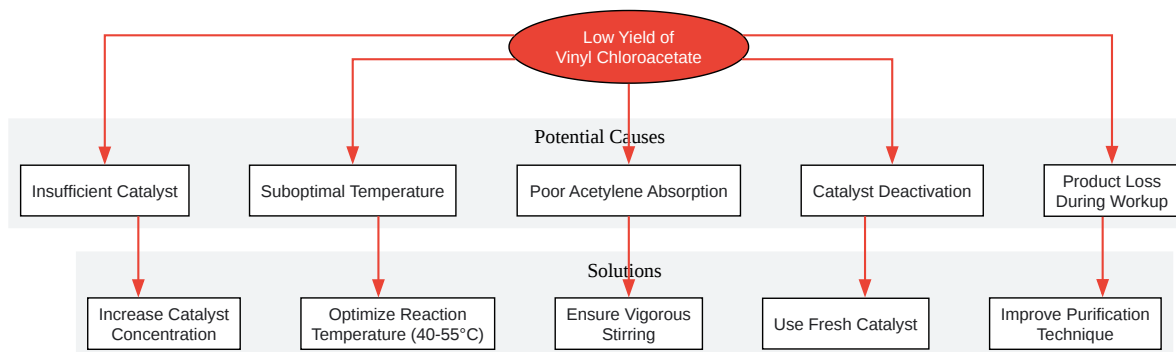 Low Yield of
Vinyl Chloroacetate
Potential Causes
Insufficient Catalyst
Suboptimal Temperature
Poor Acetylene Absorption
Catalyst Deactivation
Product Loss
During Workup
Solutions
Increase Catalyst
Concentration
Optimize Reaction
Temperature (40-55°C)
Ensure Vigorous
Stirring
Use Fresh Catalyst
Improve Purification
Technique